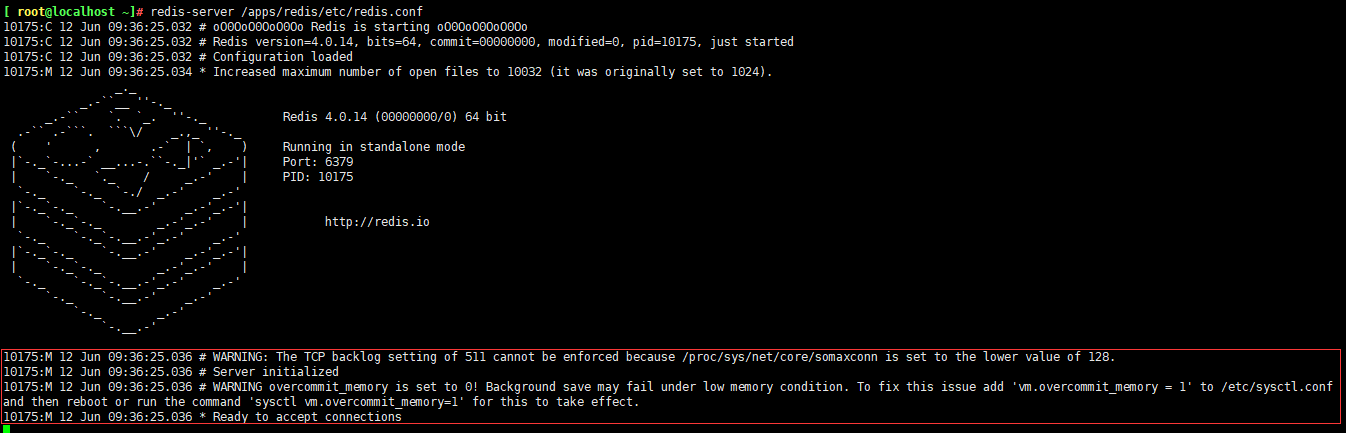 [ root@localhost ~]# redis-server /apps/redis/etc/redis.conf
10175:C 12 Jun 09:36:25.032 # oO0OoO0OoO0Oo Redis is starting oO0OoO0OoO0Oo
10175:C 12 Jun 09:36:25.032 # Redis version=4.0.14, bits=64, commit=00000000, modified=0, pid=10175, just started
10175:C 12 Jun 09:36:25.032 # Configuration loaded
10175:M 12 Jun 09:36:25.034 * Increased maximum number of open files to 10032 (it was originally set to 1024).
Redis 4.0.14 (00000000/0) 64 bit
Running in standalone mode
Port: 6379
PID: 10175
http://redis.io
10175:M 12 Jun 09:36:25.036 # WARNING: The TCP backlog setting of 511 cannot be enforced because /proc/sys/net/core/somaxconn is set to the lower value of 128.
10175:M 12 Jun 09:36:25.036 # Server initialized
10175:M 12 Jun 09:36:25.036 # WARNING overcommit_memory is set to 0! Background save may fail under low memory condition. To fix this issue add 'vm.overcommit_memory = 1' to /etc/sysctl.conf
and then reboot or run the command 'sysctl vm.overcommit_memory=1' for this to take effect.
10175:M 12 Jun 09:36:25.036 * Ready to accept connections